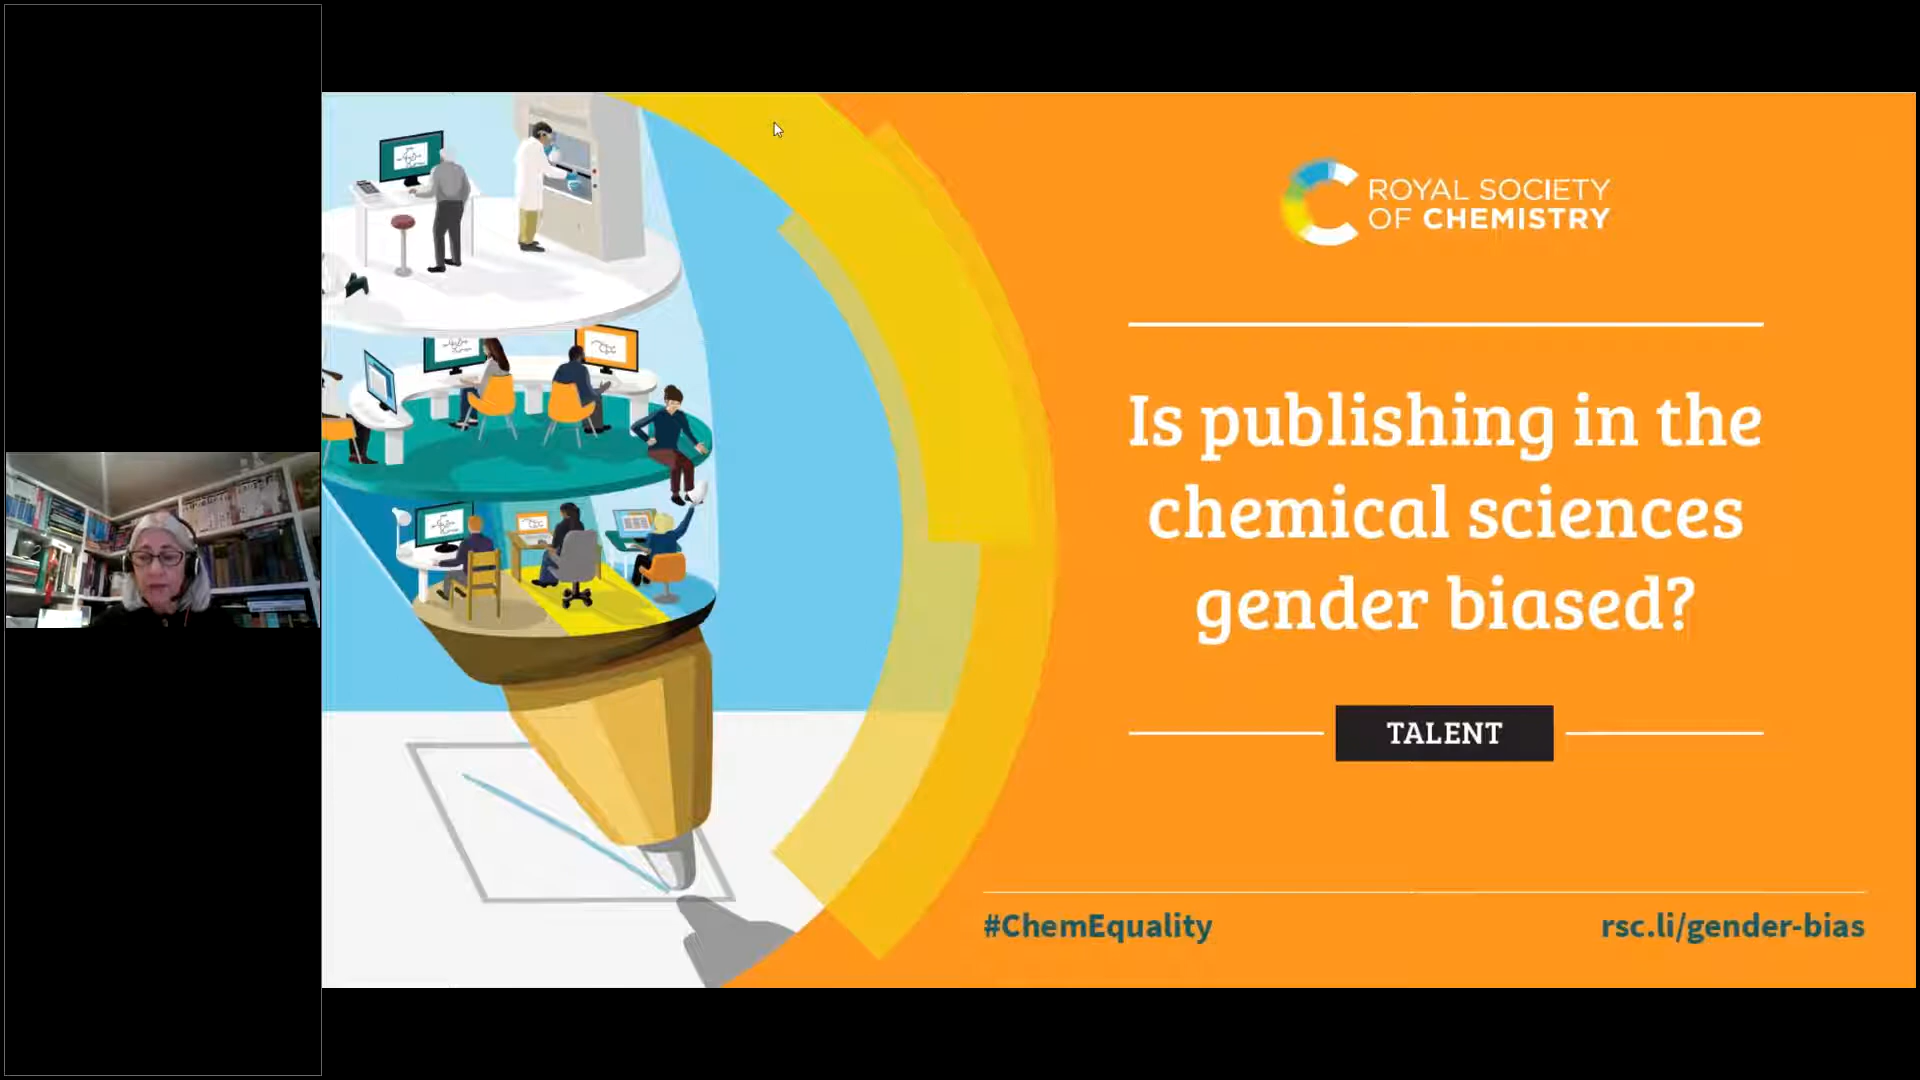 ROYAL SOCIETY
OF CHEMISTRY
Is publishing in the
chemical sciences
gender biased?
TALENT
#ChemEquality
rsc.li/gender-bias